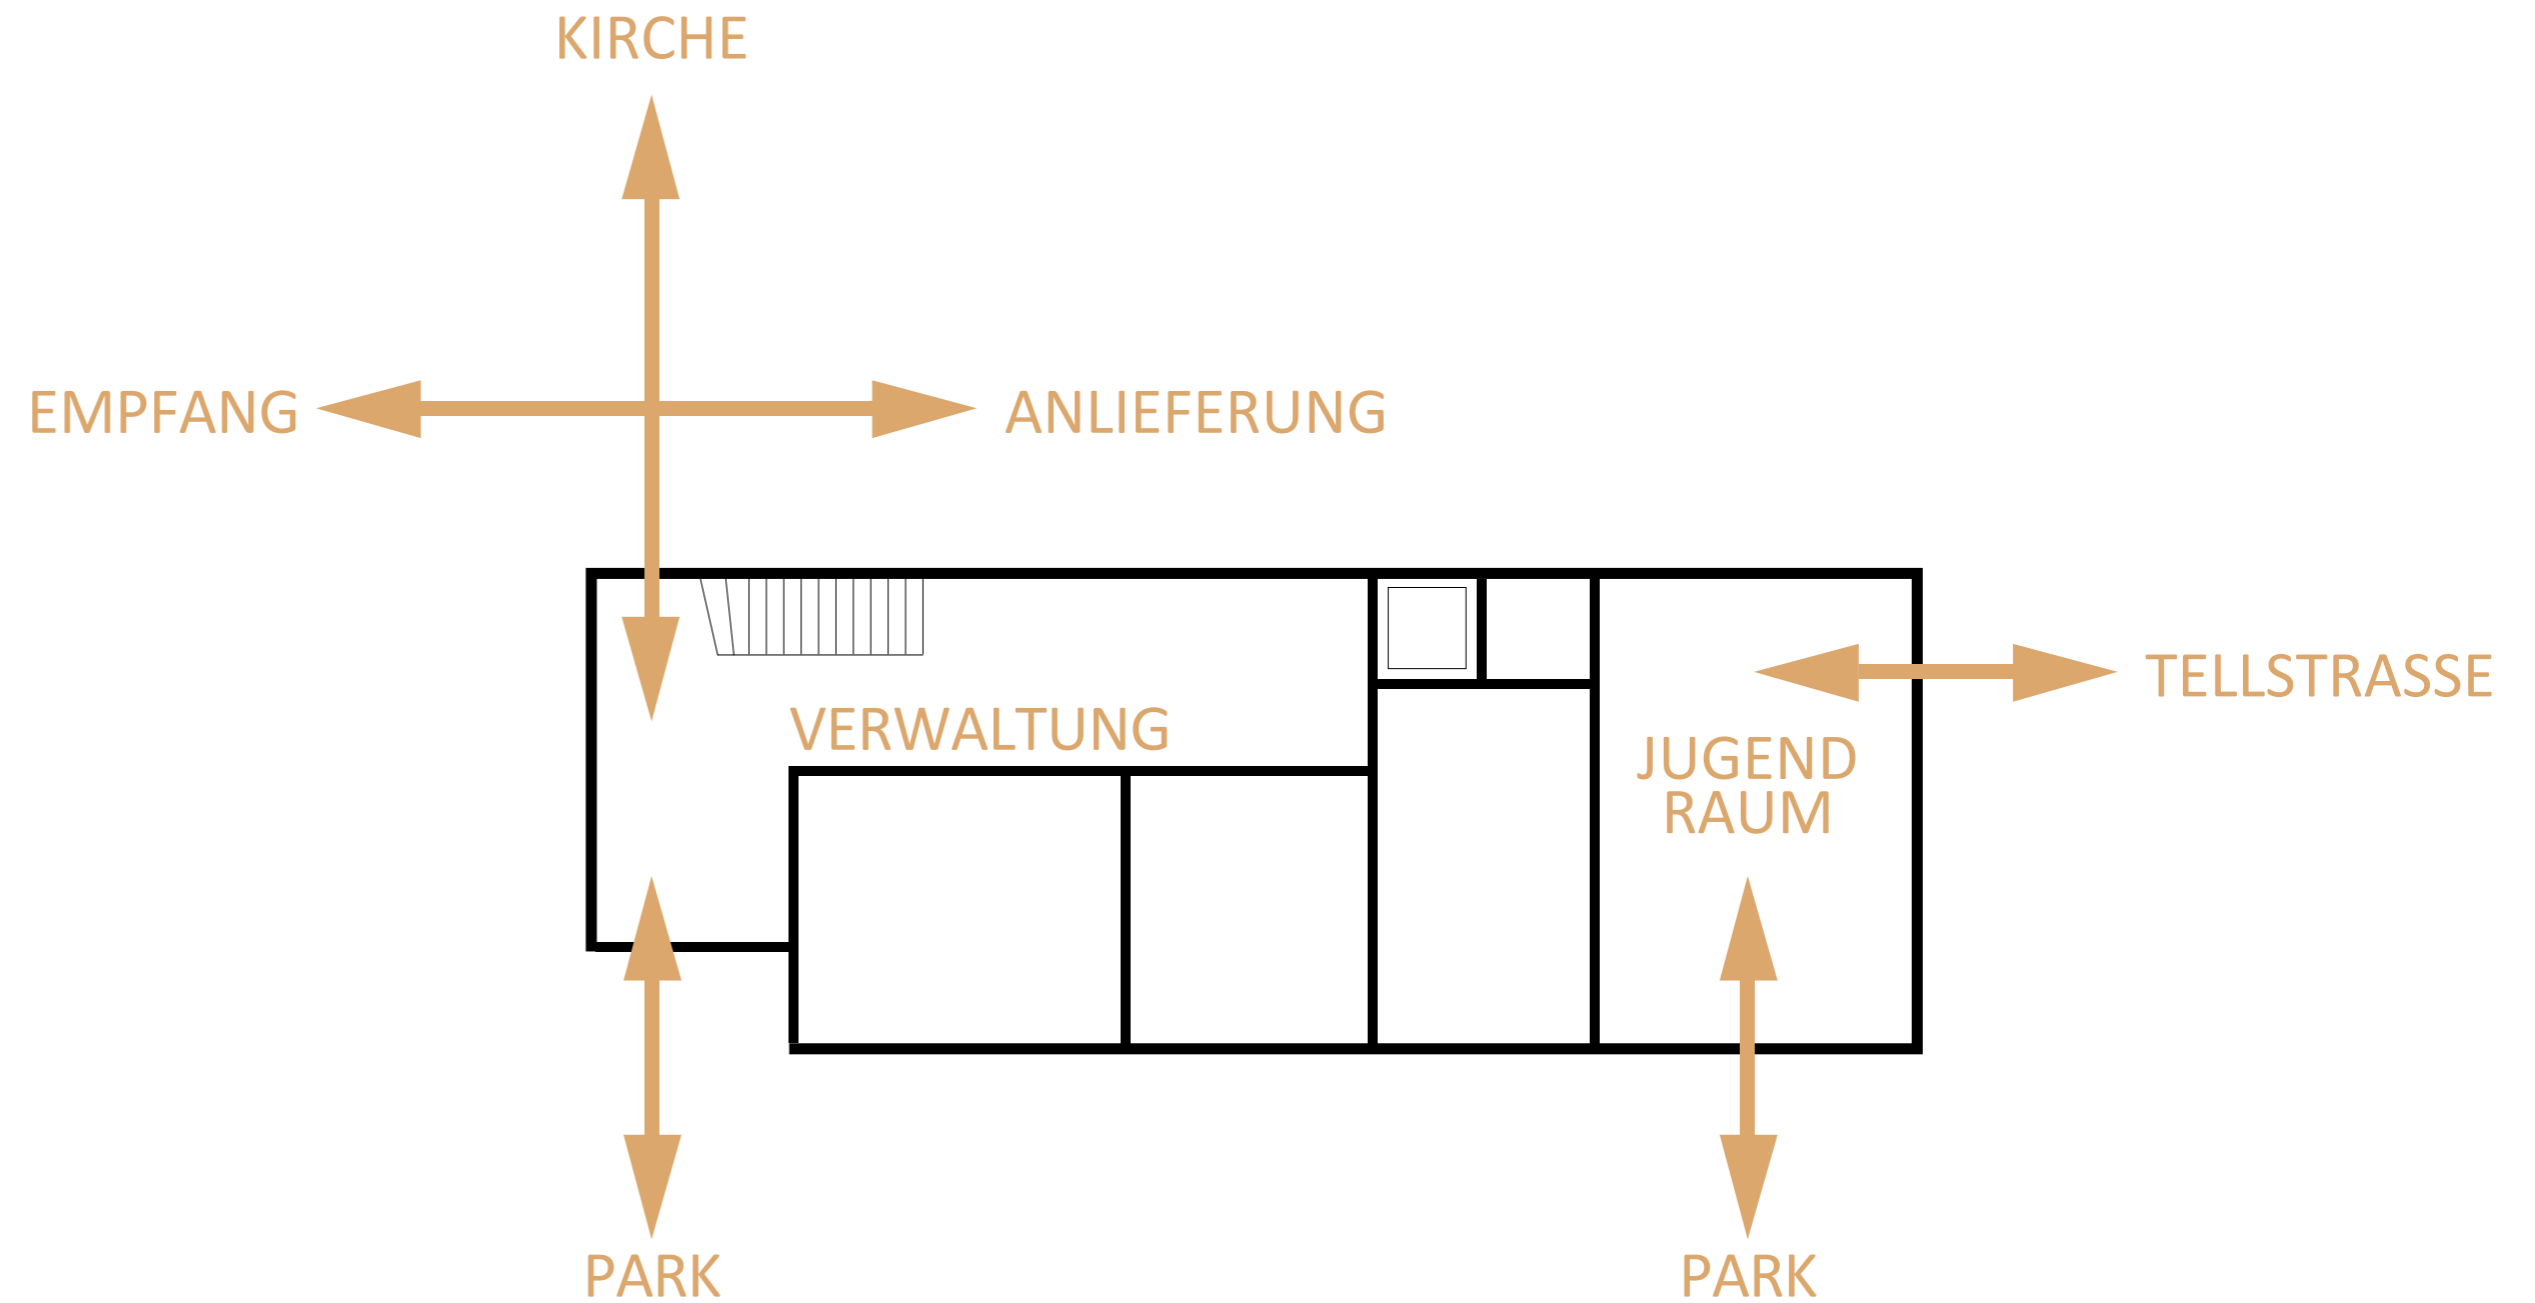 KIRCHE
EMPFANG
ANLIEFERUNG
TELLSTRASSE
VERWALTUNG
JUGEND
RAUM
PARK
PARK